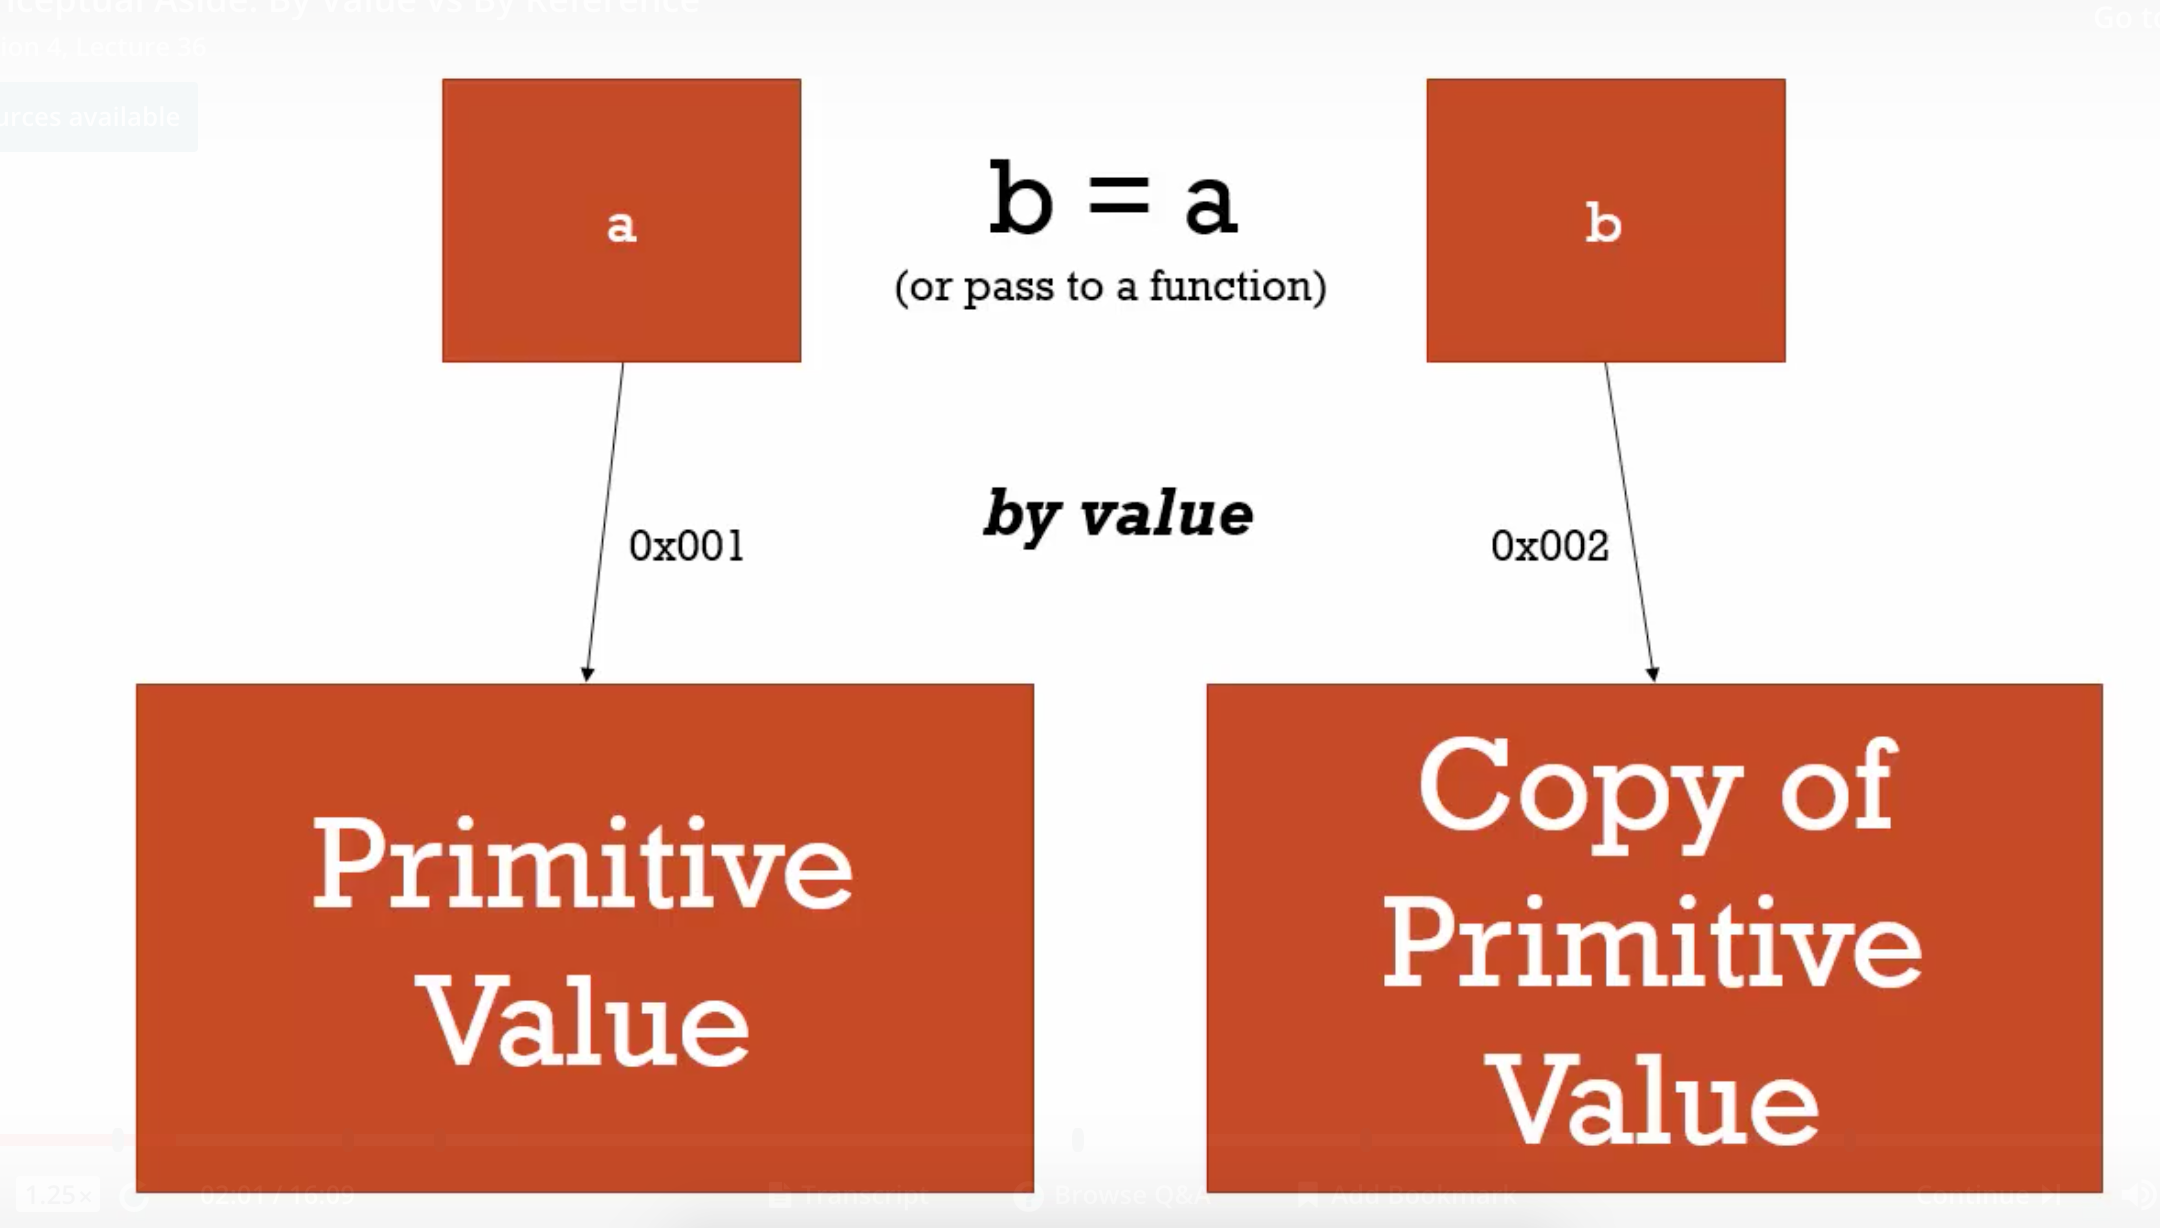 nceptual Aside: By Value vs By Reference
Go to
ion 4, Lecture 36
urces available
a
b = a
(or pass to a function)
b
by value
0x001
0x002
Primitive
Value
Copy of
Primitive
Value
1.25x
02:01 / 16:09
Transcript
Browse Q&A
Add Bookmark
Continue